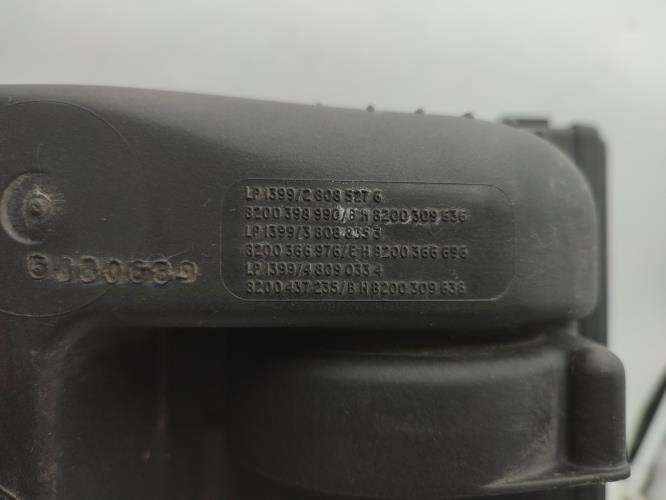 LP 1399/2 808 527 6
8200 398 990/B H 8200 309 636
LP 1399/3 808 835 3
8200 366 976/E H 8200 366 696
LP 1399/4 809 033 4
8200 437 235/B H 8200 309 636